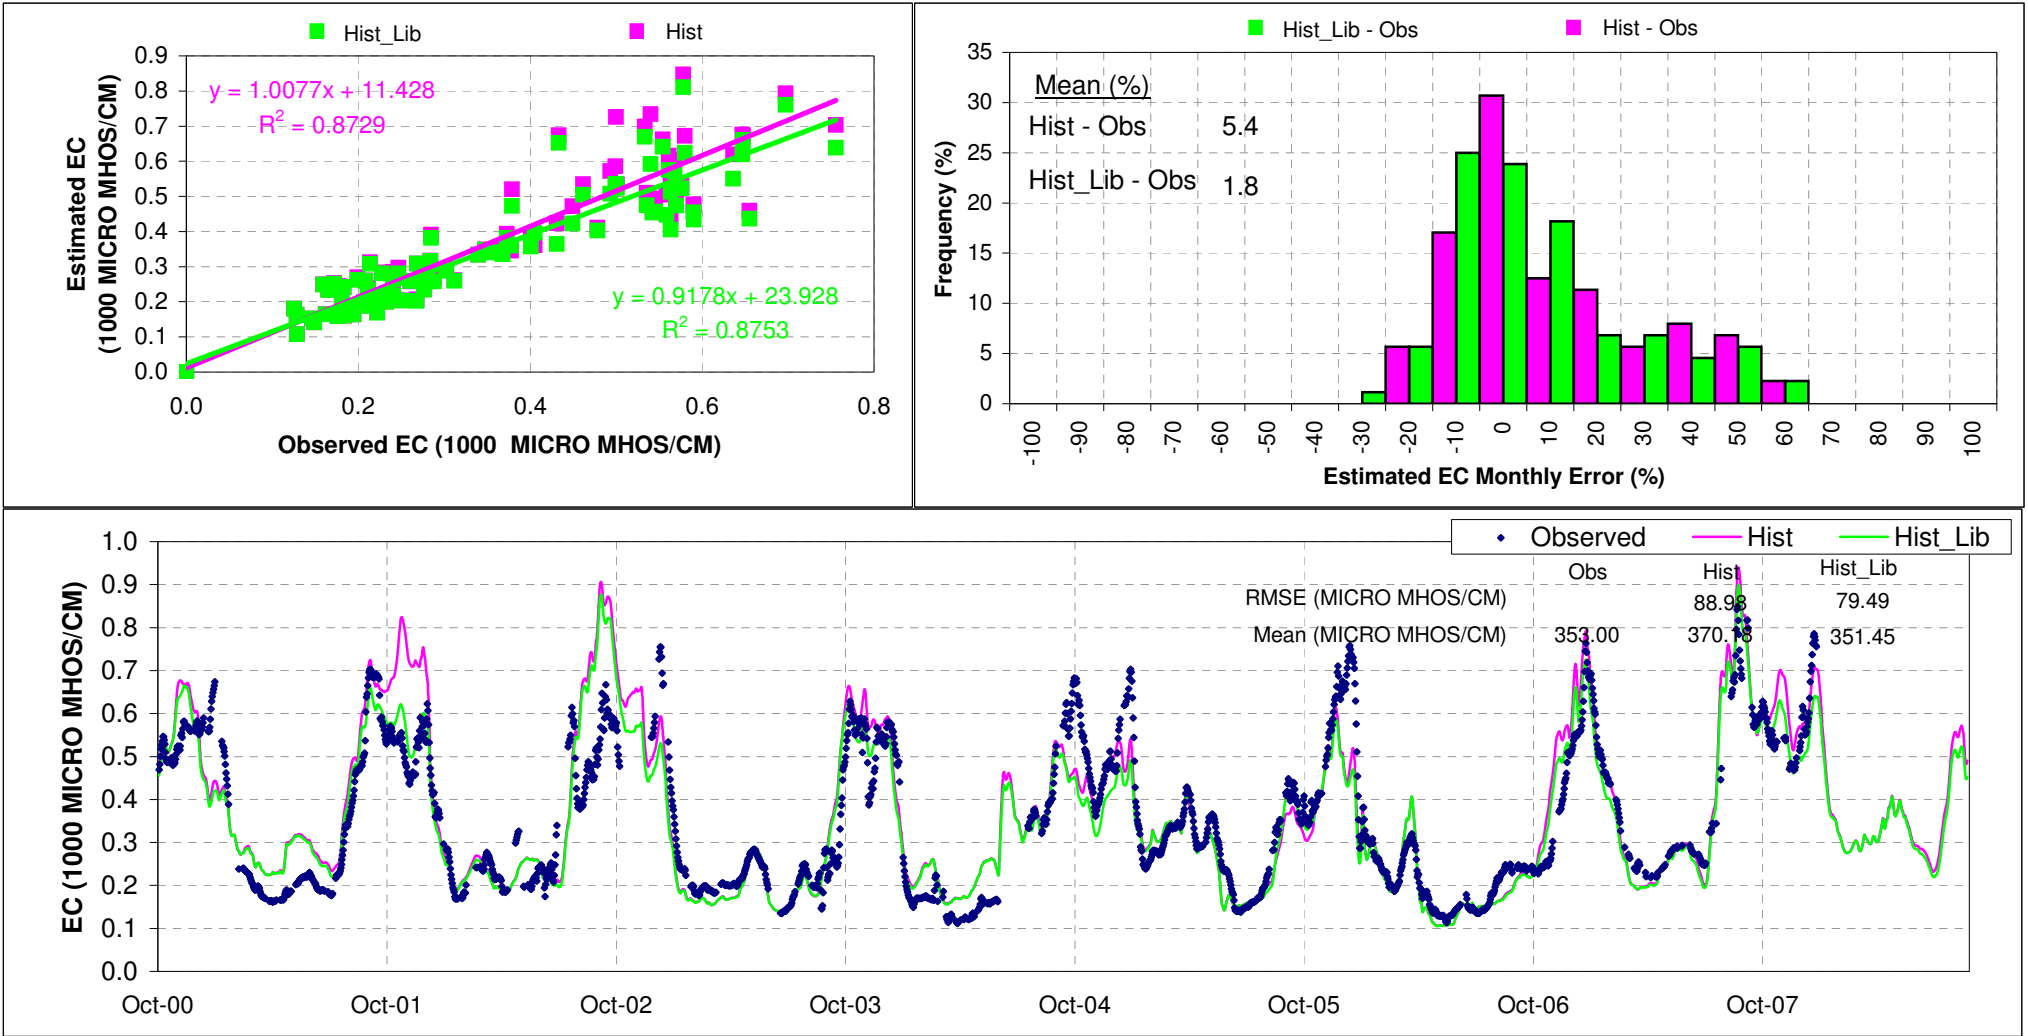 Hist_Lib Hist
0.9
0.8
0.7
0.6
0.5
0.4
0.3
0.2
0.1
0.0
Estimated EC
(1000 MICRO MHOS/CM)
y = 1.0077x + 11.428
R² = 0.8729
y = 0.9178x + 23.928
R² = 0.8753
0.0 0.2 0.4 0.6 0.8
Observed EC (1000 MICRO MHOS/CM)
Hist_Lib - Obs Hist - Obs
35
30
25
20
15
10
5
0
Frequency (%)
Mean (%)
Hist - Obs 5.4
Hist_Lib - Obs 1.8
-100 -90 -80 -70 -60 -50 -40 -30 -20 -10 0 10 20 30 40 50 60 70 80 90 100
Estimated EC Monthly Error (%)
Observed Hist Hist_Lib
Obs Hist Hist_Lib
RMSE (MICRO MHOS/CM) 88.98 79.49
Mean (MICRO MHOS/CM) 353.00 370.18 351.45
1.0
0.9
0.8
0.7
0.6
0.5
0.4
0.3
0.2
0.1
0.0
EC (1000 MICRO MHOS/CM)
Oct-00 Oct-01 Oct-02 Oct-03 Oct-04 Oct-05 Oct-06 Oct-07